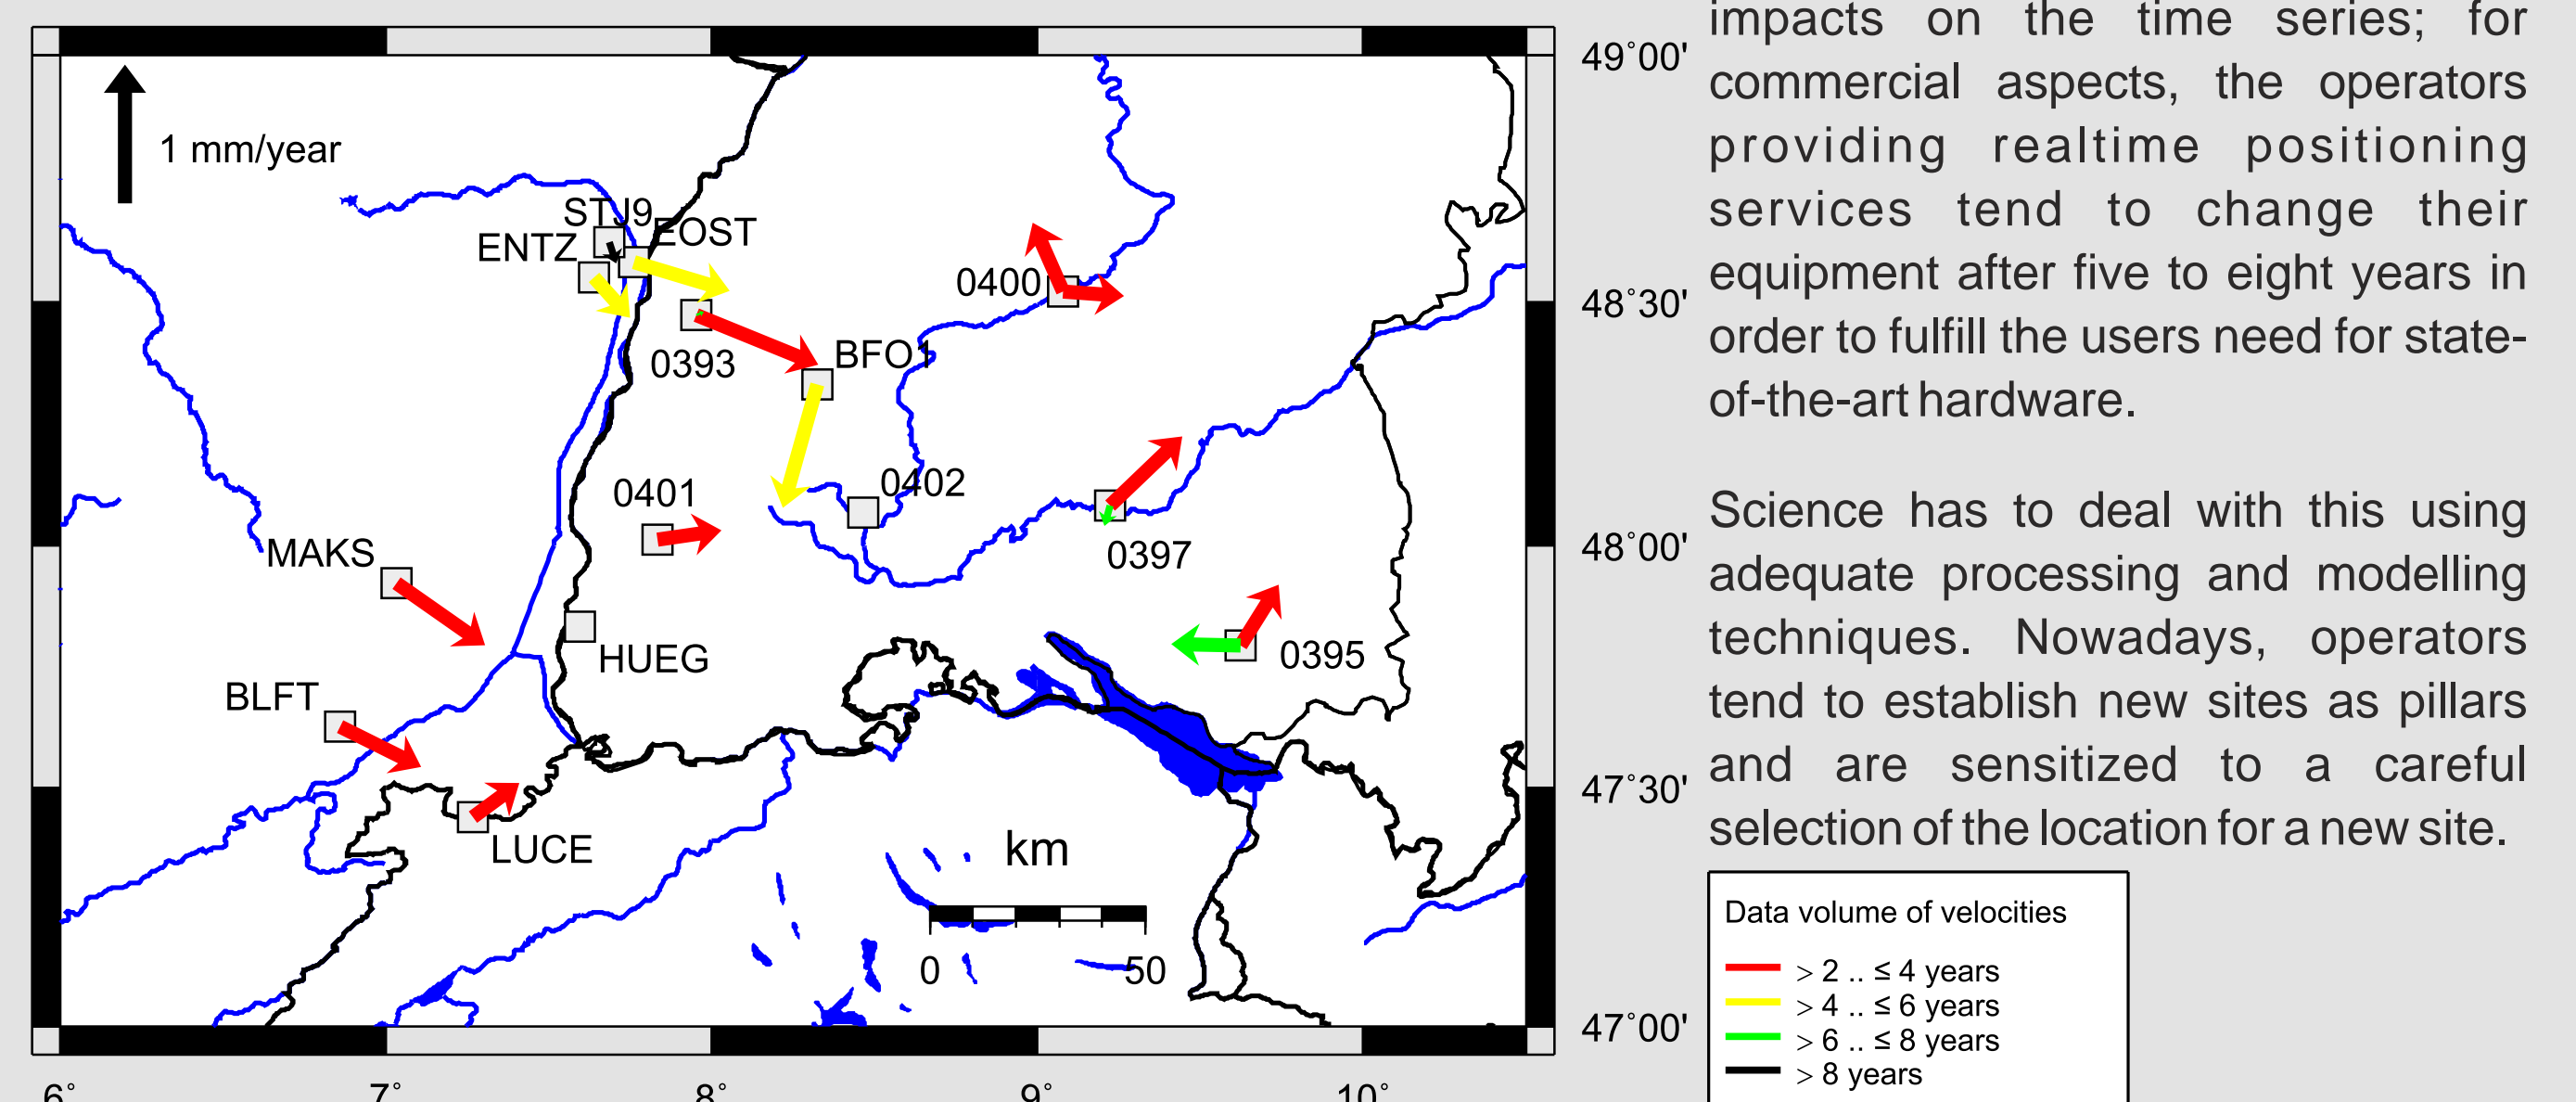 impacts on the time series; for
commercial aspects, the operators
providing realtime positioning
services tend to change their
equipment after five to eight years in
order to fulfill the users need for state-
of-the-art hardware.
Science has to deal with this using
adequate processing and modelling
techniques. Nowadays, operators
tend to establish new sites as pillars
and are sensitized to a careful
selection of the location for a new site.
1 mm/year
STJ9
EOST
ENTZ
0400
0393
BFO1
0402
0401
MAKS
0397
HUEG
0395
BLFT
LUCE
km
0 50
49°00'
48°30'
48°00'
47°30'
47°00'
6° 7° 8° 9° 10°
Data volume of velocities
> 2 .. ≤ 4 years
> 4 .. ≤ 6 years
> 6 .. ≤ 8 years
> 8 years